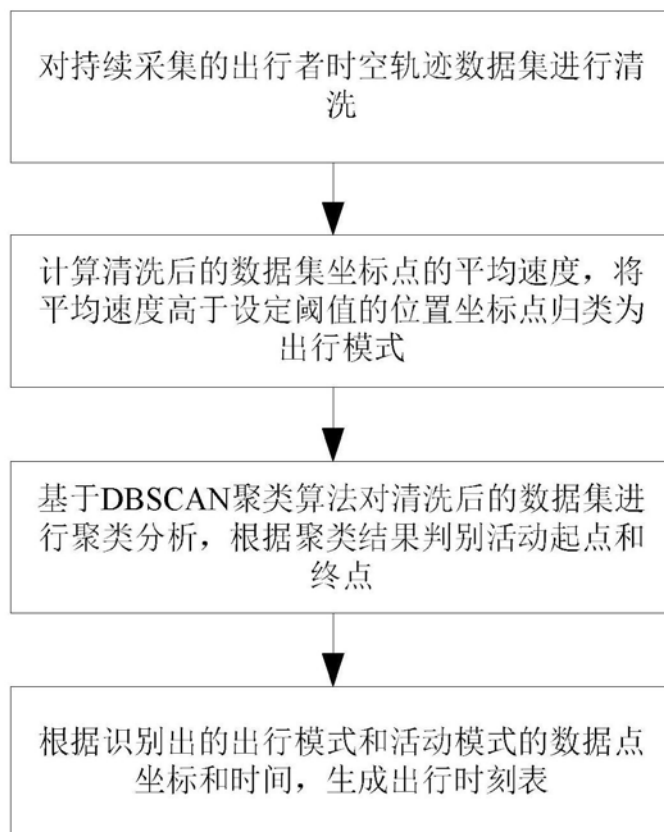 对持续采集的出行者时空轨迹数据集进行清
洗
计算清洗后的数据集坐标点的平均速度，将
平均速度高于设定阈值的位置坐标点归类为
出行模式
基于DBSCAN聚类算法对清洗后的数据集进
行聚类分析，根据聚类结果判别活动起点和
终点
根据识别出的出行模式和活动模式的数据点
坐标和时间，生成出行时刻表